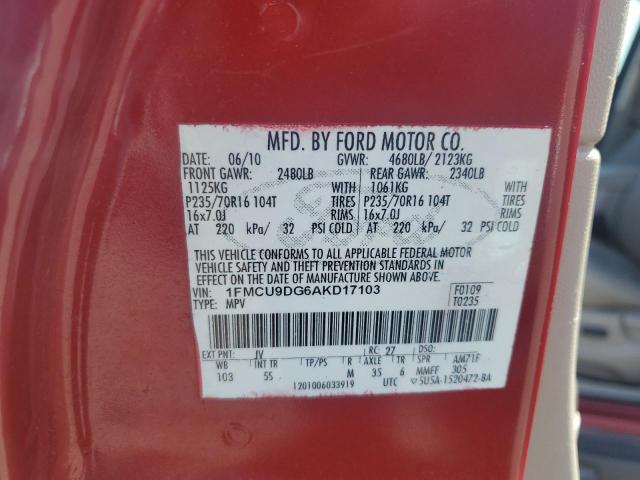 MFD. BY FORD MOTOR CO.
DATE: 06/10 GVWR: 4680LB/ 2123KG
FRONT GAWR: 2480LB REAR GAWR: 2340LB
1125KG WITH 1061KG WITH
P235/70R16 104T TIRES P235/70R16 104T TIRES
16x7.0J RIMS 16x7.0J RIMS
AT 220 kPa/ 32 PSI COLD AT 220 kPa/ 32 PSI COLD
THIS VEHICLE CONFORMS TO ALL APPLICABLE FEDERAL MOTOR
VEHICLE SAFETY AND THEFT PREVENTION STANDARDS IN
EFFECT ON THE DATE OF MANUFACTURE SHOWN ABOVE.
VIN: 1FMCU9DG6AKD17103 F0109
TYPE: MPV T0235
EXT PNT: JV RC: 27 DSO:
WB INT TR TP/PS R AXLE TR SPR AM71F
103 5S M 35 6 MMFF 305
1201006033919 UTC 5U5A-1520472-BA